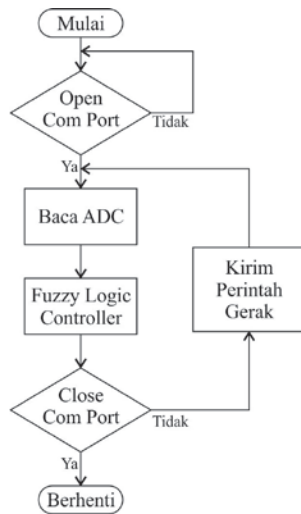 Mulai
Open
Com Port
Tidak
Ya
Baca ADC
Fuzzy Logic
Controller
Kirim
Perintah
Gerak
Close
Com Port
Tidak
Ya
Berhenti